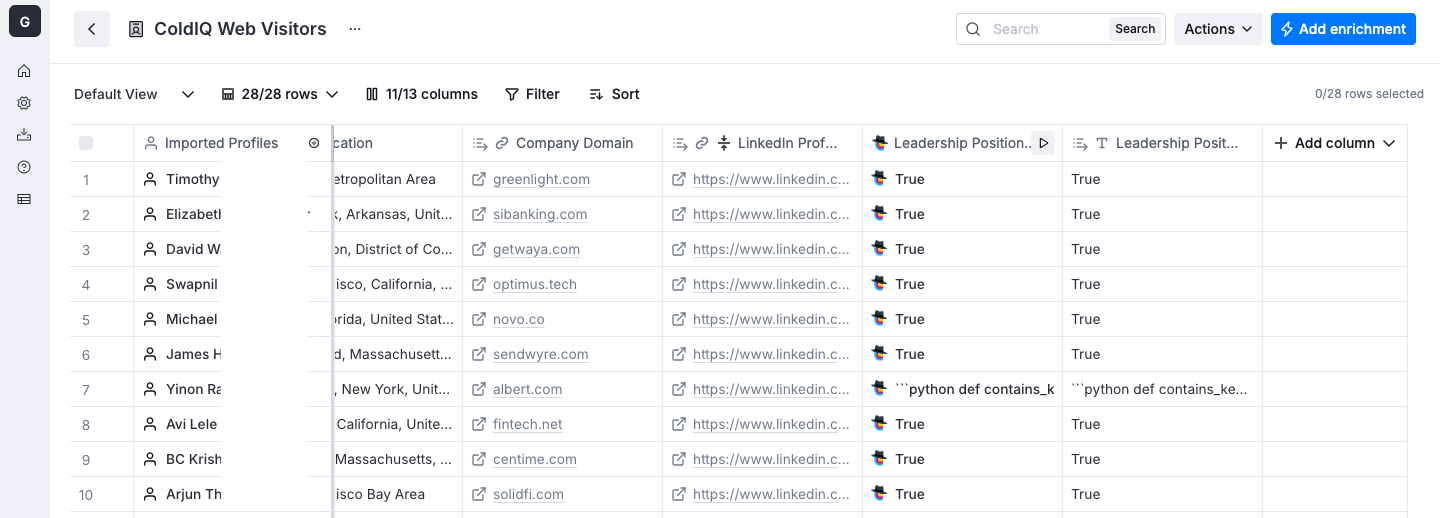 G
ColdIQ Web Visitors ...
Search Search Actions Add enrichment
Default View 28/28 rows 11/13 columns Filter Sort 0/28 rows selected
Imported Profiles cation Company Domain LinkedIn Prof... Leadership Position... Leadership Posit... Add column
1 Timothy etropolitan Area greenlight.com https://www.linkedin.c... True True
2 Elizabeth , Arkansas, Unit... sibanking.com https://www.linkedin.c... True True
3 David W on, District of Co... getwaya.com https://www.linkedin.c... True True
4 Swapnil isco, California, ... optimus.tech https://www.linkedin.c... True True
5 Michael rida, United Stat... novo.co https://www.linkedin.c... True True
6 James H d, Massachusett... sendwyre.com https://www.linkedin.c... True True
7 Yinon Ra , New York, Unit... albert.com https://www.linkedin.c... ```python def contains_k ```python def contains_ke...
8 Avi Lele California, Unite... fintech.net https://www.linkedin.c... True True
9 BC Krish Massachusetts, ... centime.com https://www.linkedin.c... True True
10 Arjun Th isco Bay Area solidfi.com https://www.linkedin.c... True True